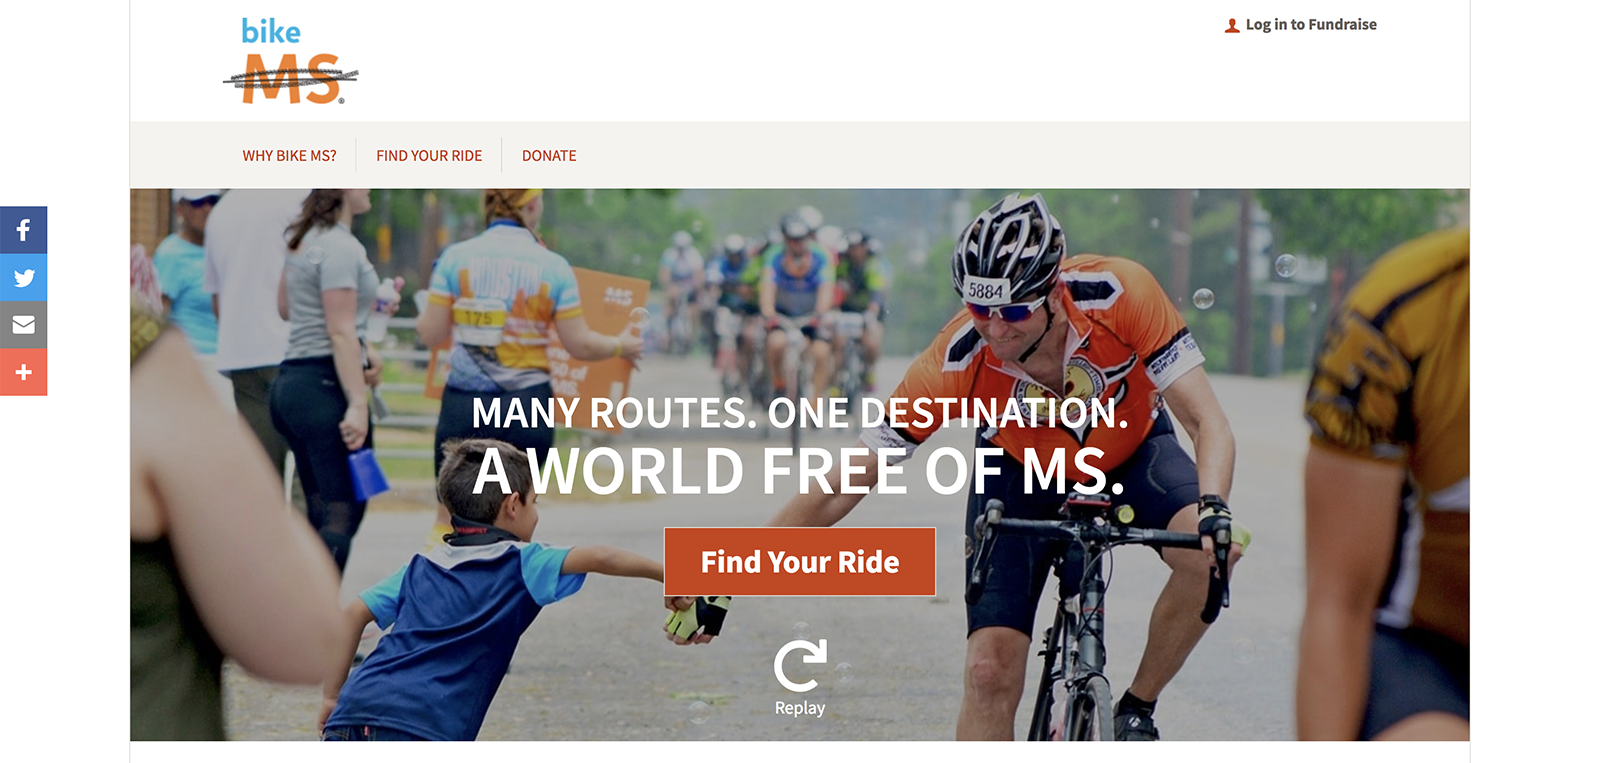 bike
MS®
Log in to Fundraise
WHY BIKE MS?
FIND YOUR RIDE
DONATE
5884
175
MS
MANY ROUTES. ONE DESTINATION.
A WORLD FREE OF MS.
Find Your Ride
Replay